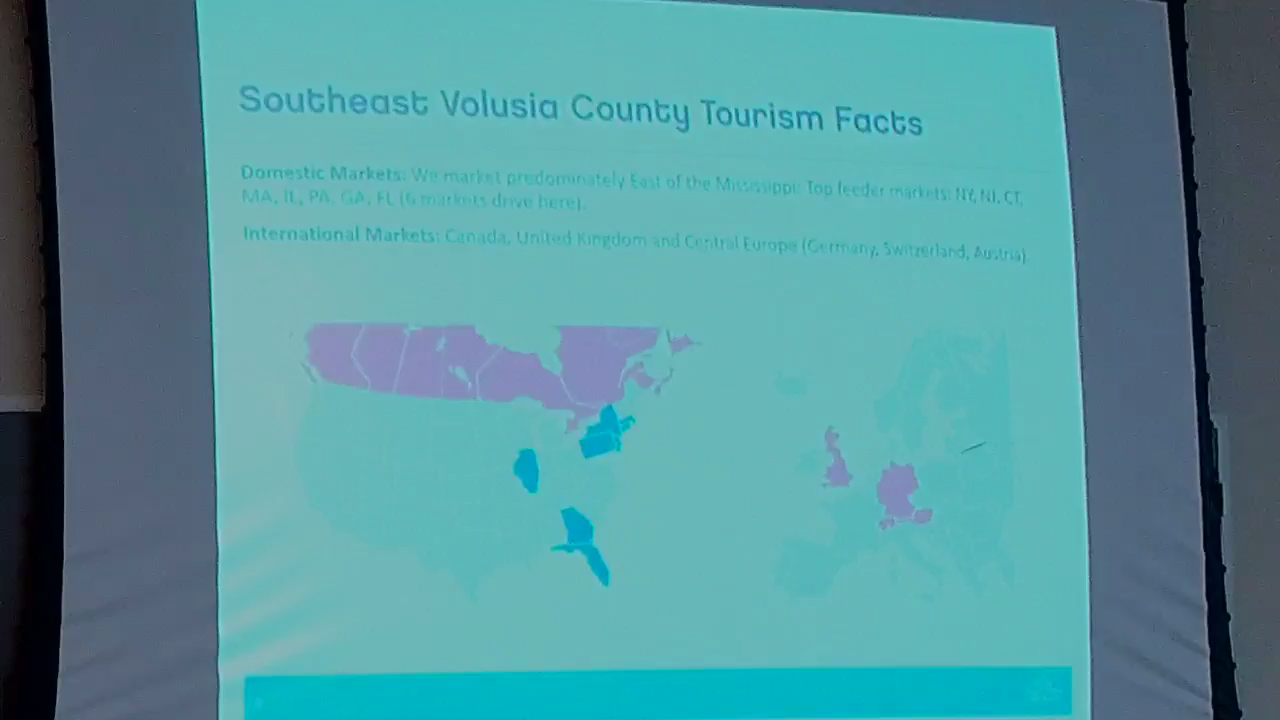 Southeast Volusia County Tourism Facts
Domestic Markets: We market predominately East of the Mississippi: Top feeder markets: NY, NJ, CT,
MA, IL, PA, GA, FL (6 markets drive here).
International Markets: Canada, United Kingdom and Central Europe (Germany, Switzerland, Austria)